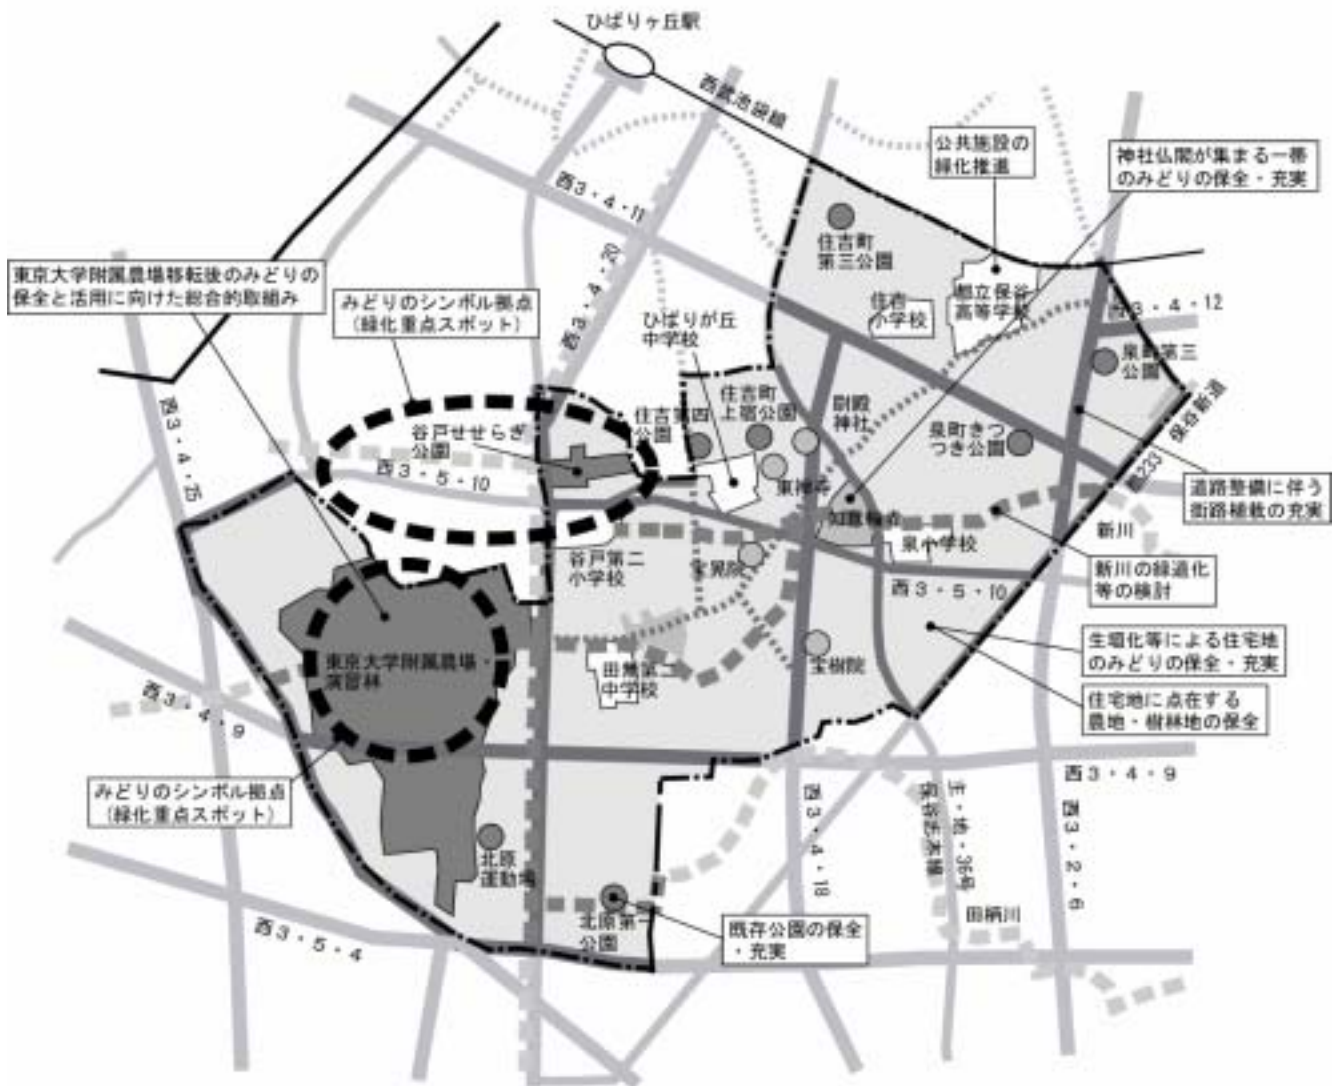 ひばりヶ丘駅
西武池袋線
公共施設の
緑化推進
神社仏閣が集まる一帯
のみどりの保全・充実
西3・4・11
住吉町
第三公園
東京大学附属農場移転後のみどりの
保全と活用に向けた総合的取組み
みどりのシンボル拠点
（緑化重点スポット）
西3・4・20
ひばりが丘
中学校
住吉
小学校
都立保谷
高等学校
西3・4・12
泉町第三
公園
西3・4・25
谷戸せせらぎ
公園
住吉第四
公園
住吉町
上宿公園
尉殿
神社
泉町きつ
つき公園
保谷新道
233
西3・5・10
東禅寺
如意輪寺
泉小学校
道路整備に伴う
街路植栽の充実
新川
谷戸第二
小学校
宝晃院
西3・5・10
新川の緑道化
等の検討
生垣化等による住宅地
のみどりの保全・充実
東京大学附属農場・
演習林
田無第二
中学校
宝樹院
住宅地に点在する
農地・樹林地の保全
西3・4・9
西3・4・9
みどりのシンボル拠点
（緑化重点スポット）
西3・4・18
主・地・36号
保谷志木線
西3・2・6
北原
運動場
北原第一
公園
既存公園の保全
・充実
田柄川
西3・5・4